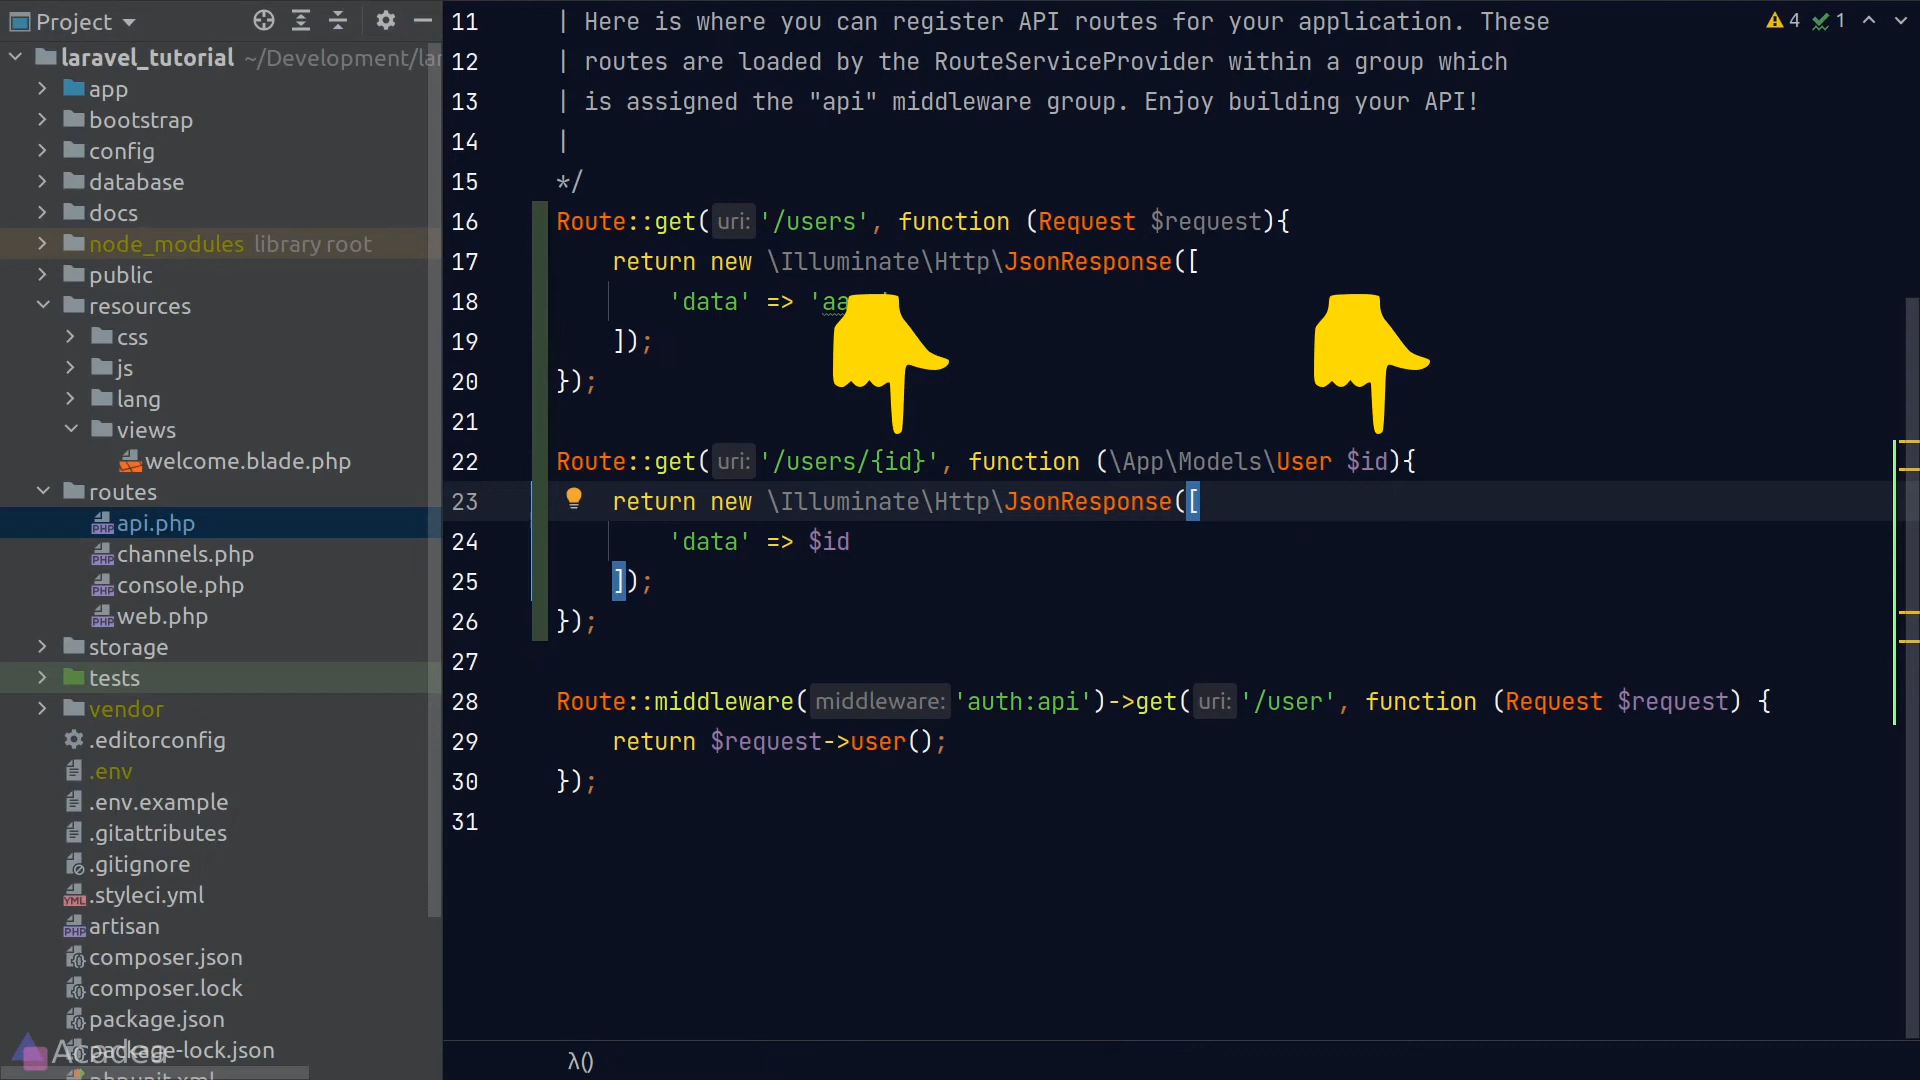 Project
laravel_tutorial ~/Development/la
app
bootstrap
config
database
docs
node_modules library root
public
resources
css
js
lang
views
welcome.blade.php
routes
api.php
channels.php
console.php
web.php
storage
tests
vendor
.editorconfig
.env
.env.example
.gitattributes
.gitignore
.styleci.yml
artisan
composer.json
composer.lock
package.json
package-lock.json
phpunit.xml
Acadea
4 1
11 | Here is where you can register API routes for your application. These
12 | routes are loaded by the RouteServiceProvider within a group which
13 | is assigned the "api" middleware group. Enjoy building your API!
14 |
15 */
16 Route::get( uri: '/users', function (Request $request){
17 return new \Illuminate\Http\JsonResponse([
18 'data' => 'aa
19 ]);
20 });
21
22 Route::get( uri: '/users/{id}', function (\App\Models\User $id){
23 return new \Illuminate\Http\JsonResponse([
24 'data' => $id
25 ]);
26 });
27
28 Route::middleware( middleware: 'auth:api')->get( uri: '/user', function (Request $request) {
29 return $request->user();
30 });
31
λ()